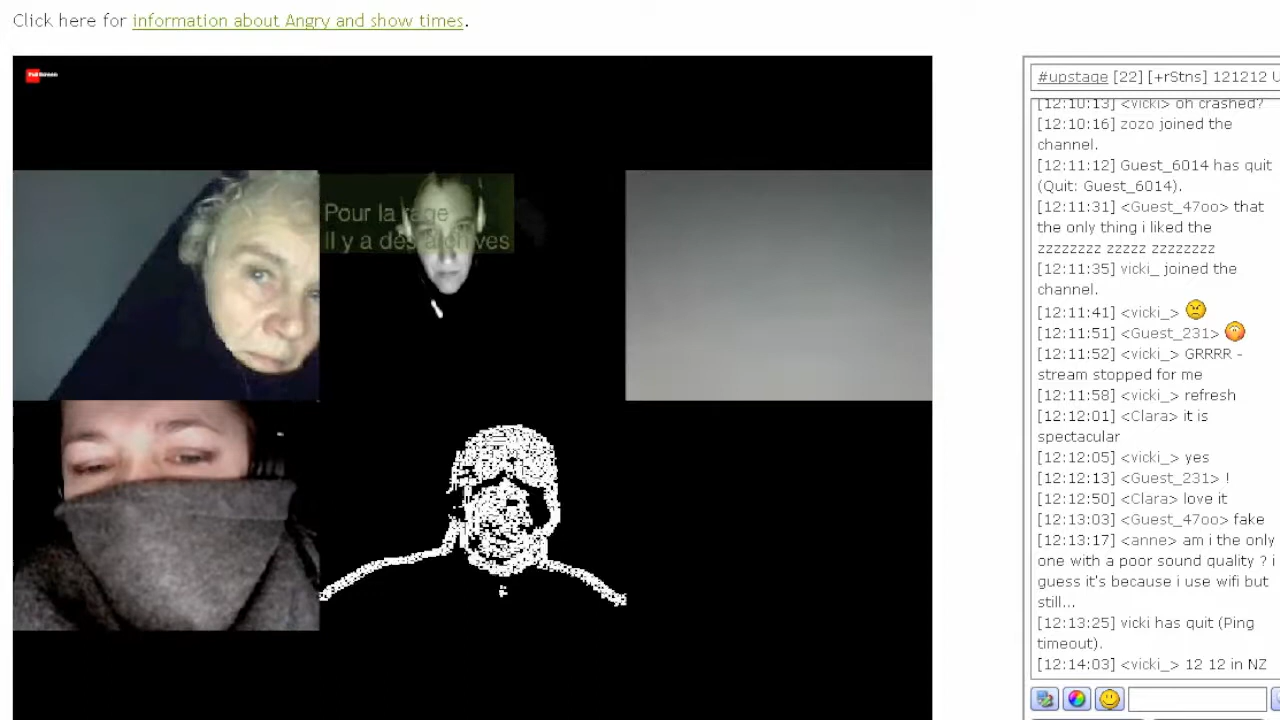 Click here for information about Angry and show times.
Full Screen
Pour la rage
Il y a des archives
#upstage [22] [+rStns] 121212 U
[12:10:13] <vicki> oh crashed?
[12:10:16] zozo joined the
channel.
[12:11:12] Guest_6014 has quit
(Quit: Guest_6014).
[12:11:31] <Guest_47oo> that
the only thing i liked the
zzzzzzzz zzzzz zzzzzzzz
[12:11:35] vicki_ joined the
channel.
[12:11:41] <vicki_>
[12:11:51] <Guest_231>
[12:11:52] <vicki_> GRRRR -
stream stopped for me
[12:11:58] <vicki_> refresh
[12:12:01] <Clara> it is
spectacular
[12:12:05] <vicki_> yes
[12:12:13] <Guest_231> !
[12:12:50] <Clara> love it
[12:13:03] <Guest_47oo> fake
[12:13:17] <anne> am i the only
one with a poor sound quality ? i
guess it's because i use wifi but
still...
[12:13:25] vicki has quit (Ping
timeout).
[12:14:03] <vicki_> 12 12 in NZ